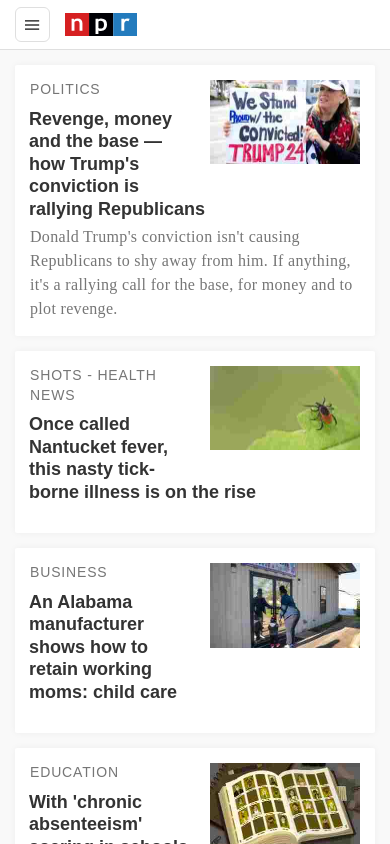 npr
POLITICS
Revenge, money
and the base —
how Trump's
conviction is
rallying Republicans
We Stand
Proud w/ the
convicted!
TRUMP 24
Donald Trump's conviction isn't causing
Republicans to shy away from him. If anything,
it's a rallying call for the base, for money and to
plot revenge.
SHOTS - HEALTH
NEWS
Once called
Nantucket fever,
this nasty tick-
borne illness is on the rise
BUSINESS
An Alabama
manufacturer
shows how to
retain working
moms: child care
EDUCATION
With 'chronic
absenteeism'